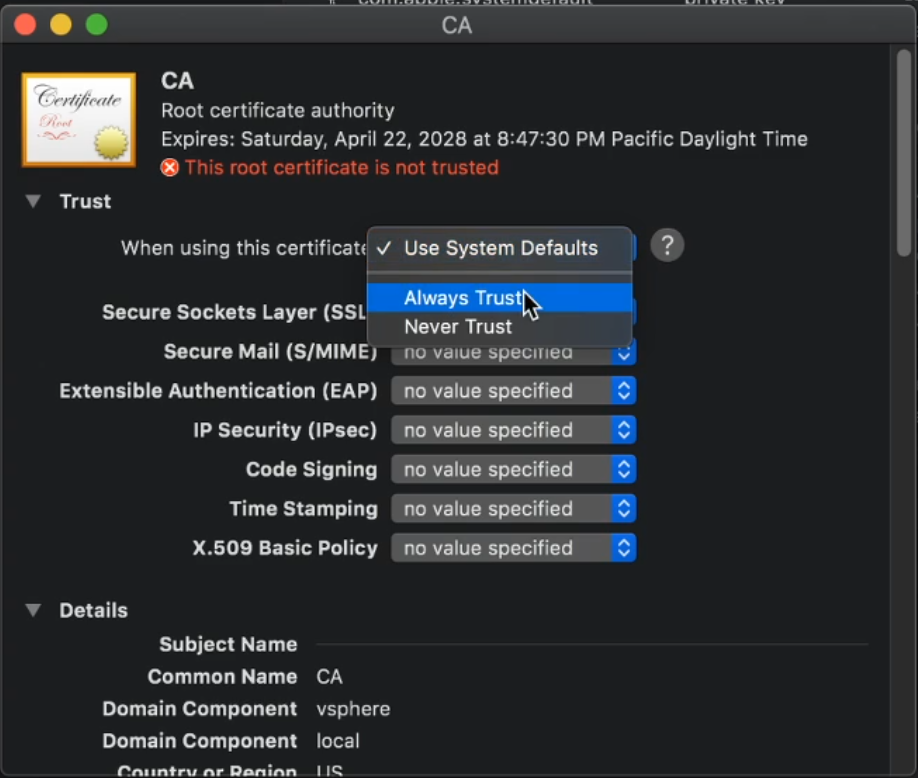 com.apple.systemdefault private key
CA
Certificate
Root
CA
Root certificate authority
Expires: Saturday, April 22, 2028 at 8:47:30 PM Pacific Daylight Time
This root certificate is not trusted
Trust
When using this certificate ✓ Use System Defaults ?
Always Trust
Secure Sockets Layer (SSL
Never Trust
Secure Mail (S/MIME) no value specified
Extensible Authentication (EAP) no value specified
IP Security (IPsec) no value specified
Code Signing no value specified
Time Stamping no value specified
X.509 Basic Policy no value specified
Details
Subject Name
Common Name CA
Domain Component vsphere
Domain Component local
Country or Region US